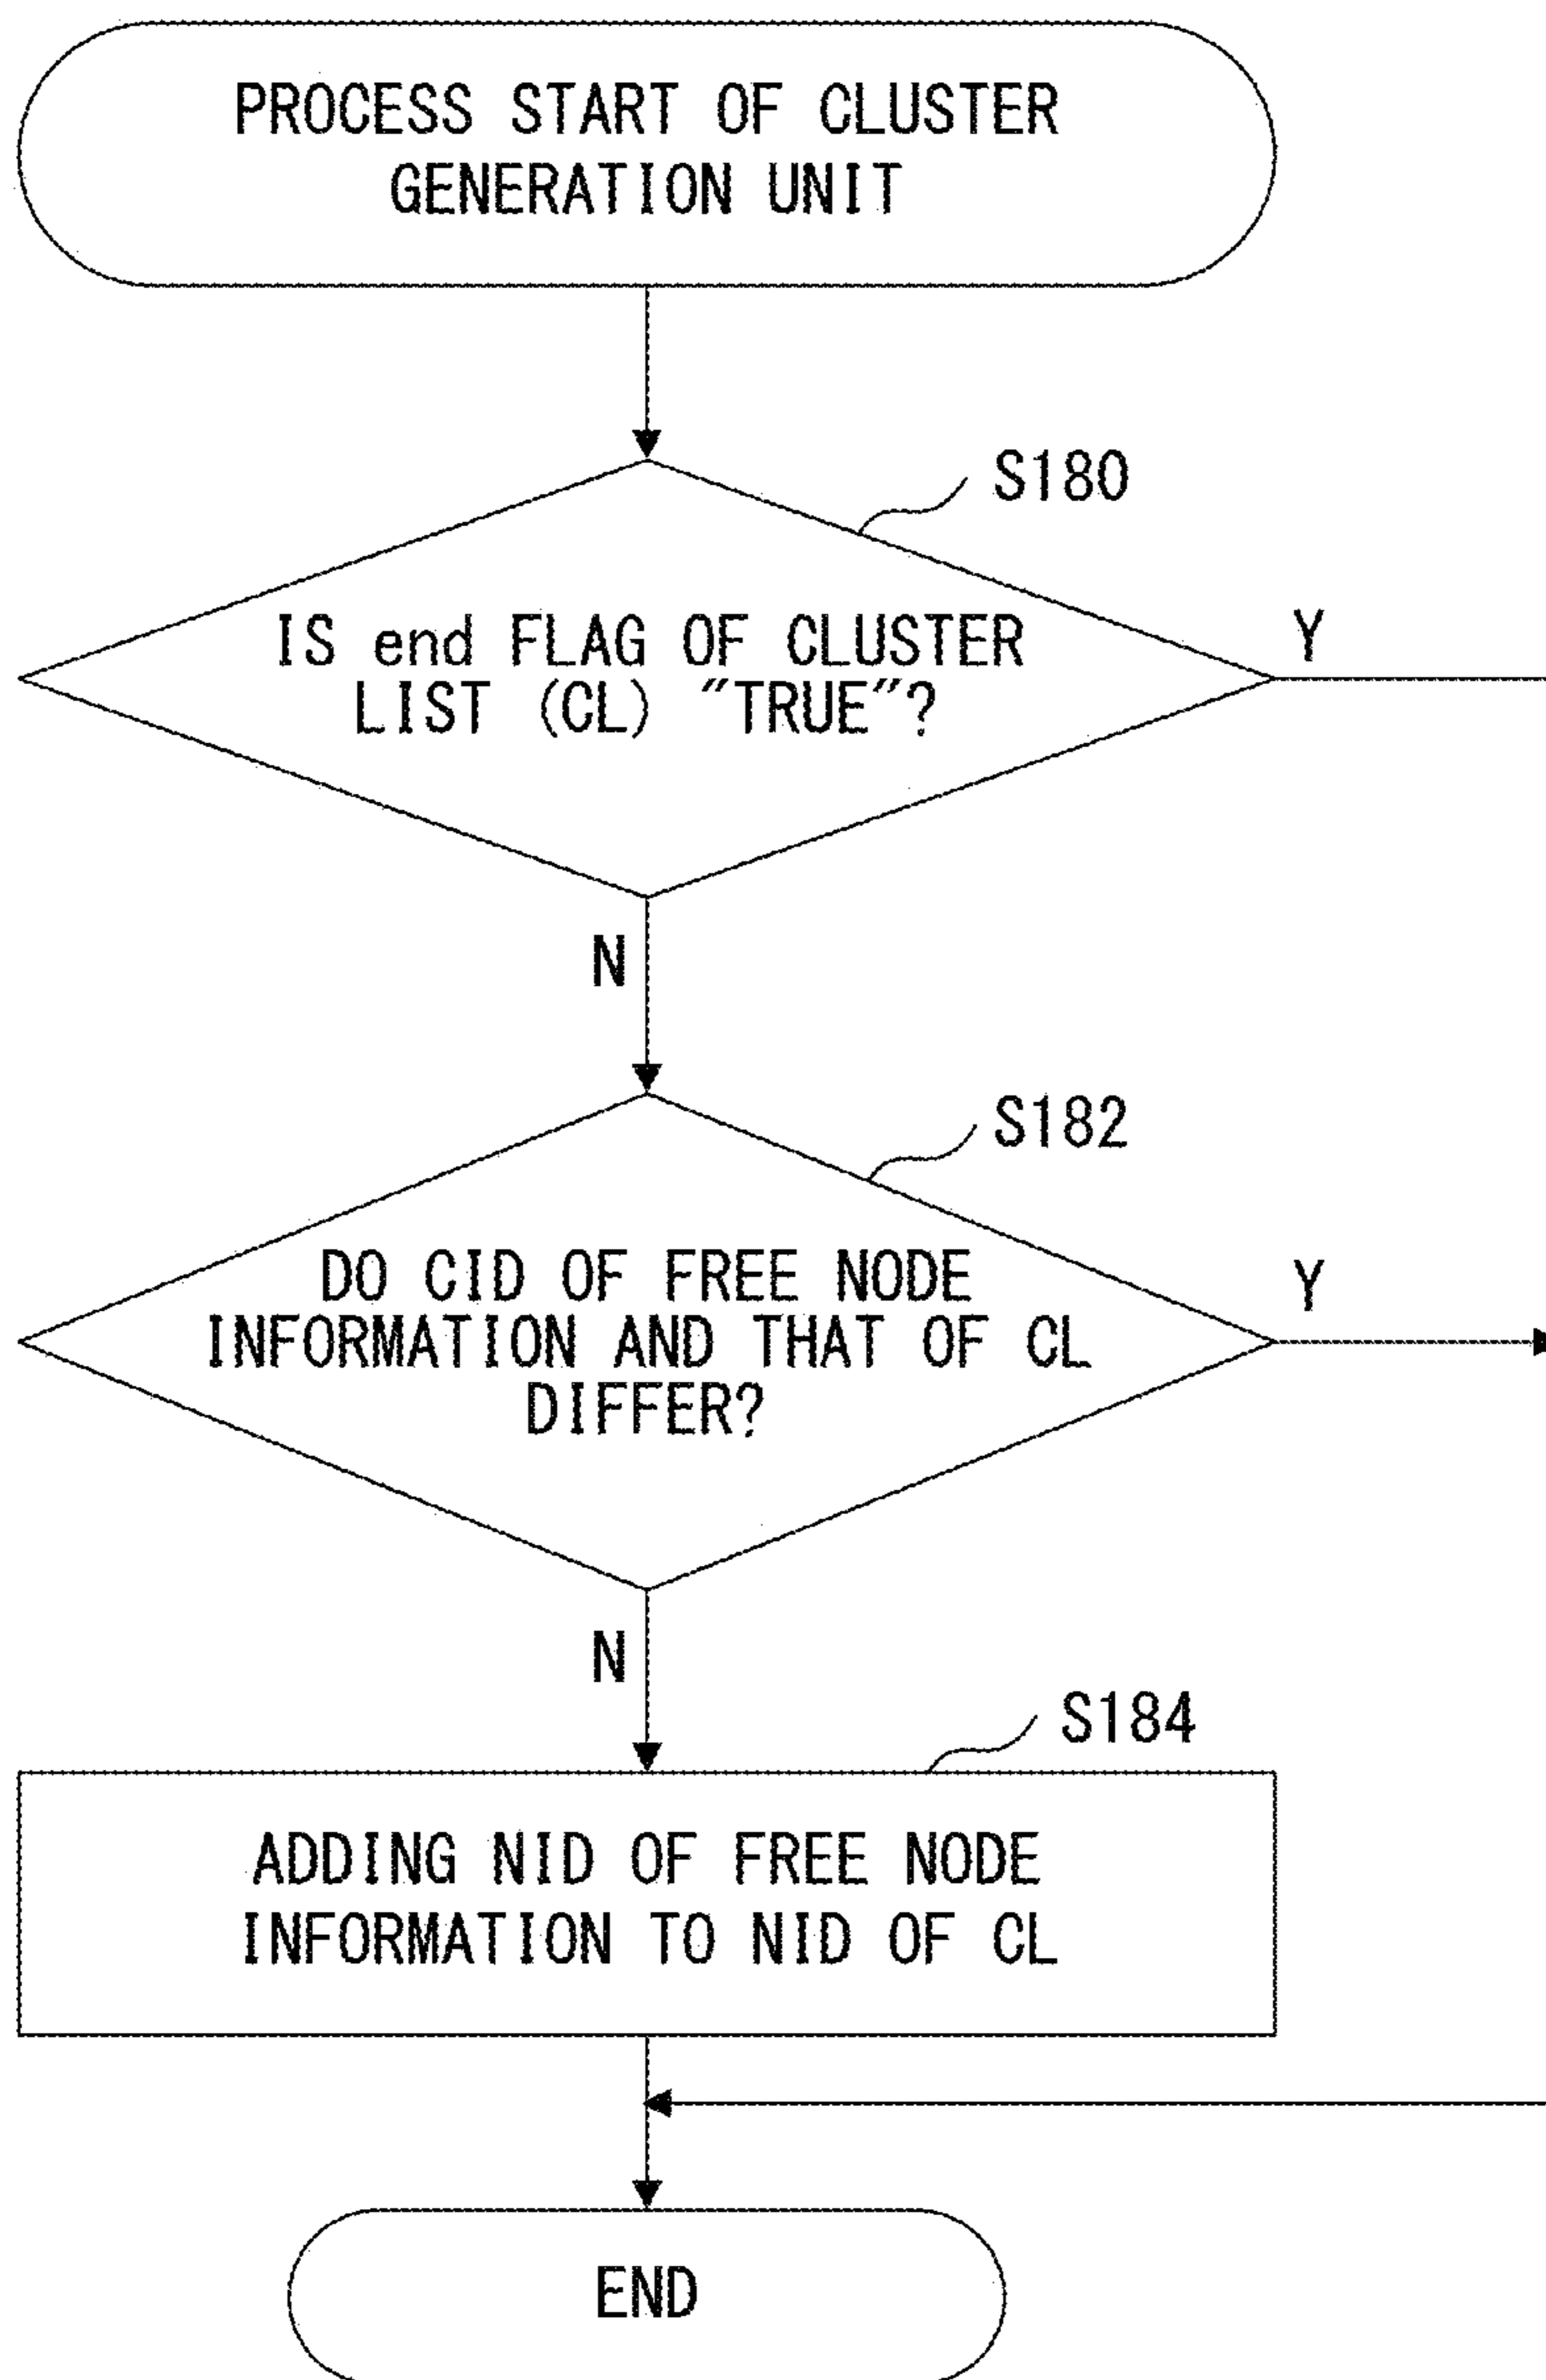 PROCESS START OF CLUSTER
GENERATION UNIT
S180
IS end FLAG OF CLUSTER
LIST (CL) "TRUE"?
Y
N
S182
DO CID OF FREE NODE
INFORMATION AND THAT OF CL
DIFFER?
Y
N
S184
ADDING NID OF FREE NODE
INFORMATION TO NID OF CL
END